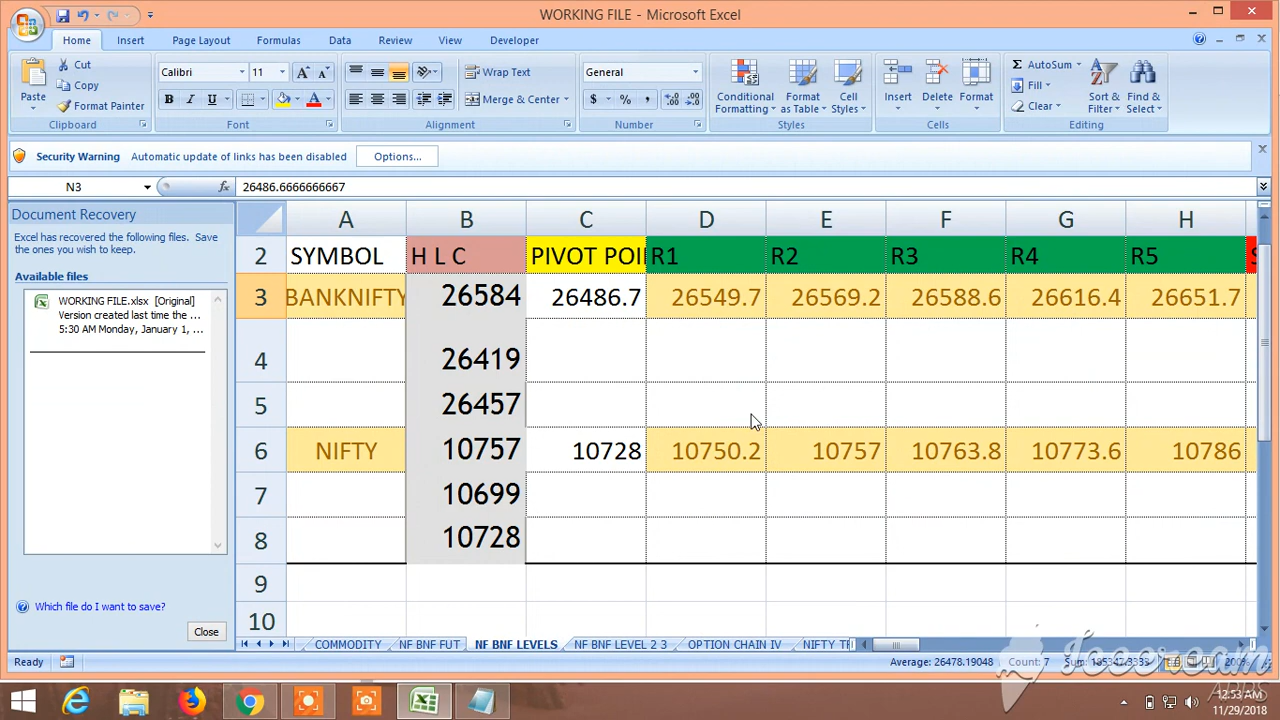 WORKING FILE - Microsoft Excel
Home Insert Page Layout Formulas Data Review View Developer
Paste Cut Copy Format Painter Clipboard
Calibri 11 B I U A A A Font
Wrap Text Merge & Center Alignment
General $ % , Number
Conditional Formatting Format as Table Cell Styles Styles
Insert Delete Format Cells
Σ AutoSum Fill Clear Sort & Filter Find & Select Editing
Security Warning Automatic update of links has been disabled Options...
N3 fx 26486.6666666667
Document Recovery
Excel has recovered the following files. Save
the ones you wish to keep.
Available files
WORKING FILE.xlsx [Original]
Version created last time the ...
5:30 AM Monday, January 1, ...
Which file do I want to save?
Close
A B C D E F G H
2 SYMBOL H L C PIVOT POI R1 R2 R3 R4 R5 S
3 BANKNIFTY 26584 26486.7 26549.7 26569.2 26588.6 26616.4 26651.7
4 26419
5 26457
6 NIFTY 10757 10728 10750.2 10757 10763.8 10773.6 10786
7 10699
8 10728
9
10
COMMODITY NF BNF FUT NF BNF LEVELS NF BNF LEVEL 2 3 OPTION CHAIN IV NIFTY TR
Ready Average: 26478.19048 Count: 7
Icecream
APPS
12:53 AM
11/29/2018